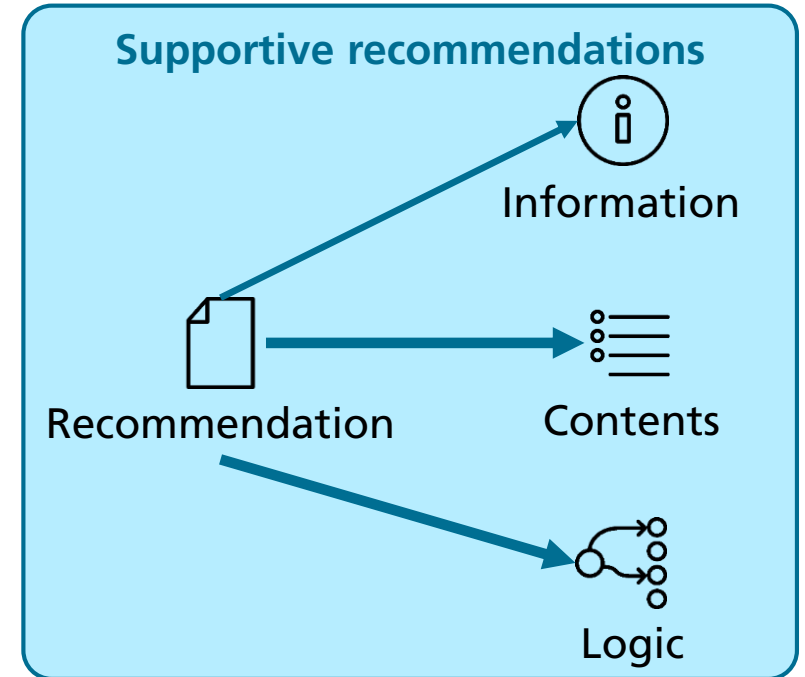 Supportive recommendations
Information
Recommendation
Contents
Logic